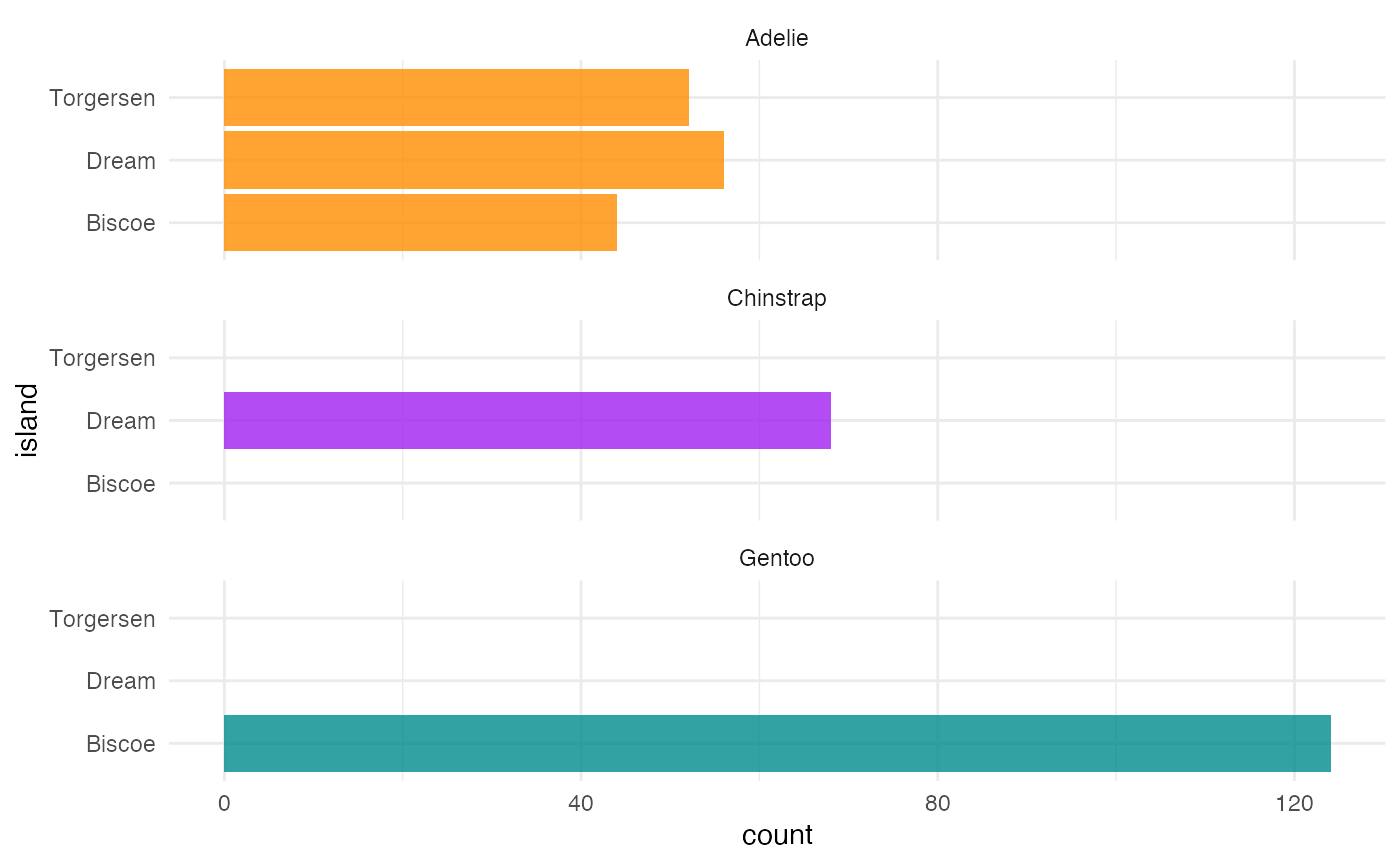 Adelie
Torgersen
Dream
Biscoe
Chinstrap
Torgersen
Dream
Biscoe
island
Gentoo
Torgersen
Dream
Biscoe
0 40 80 120
count